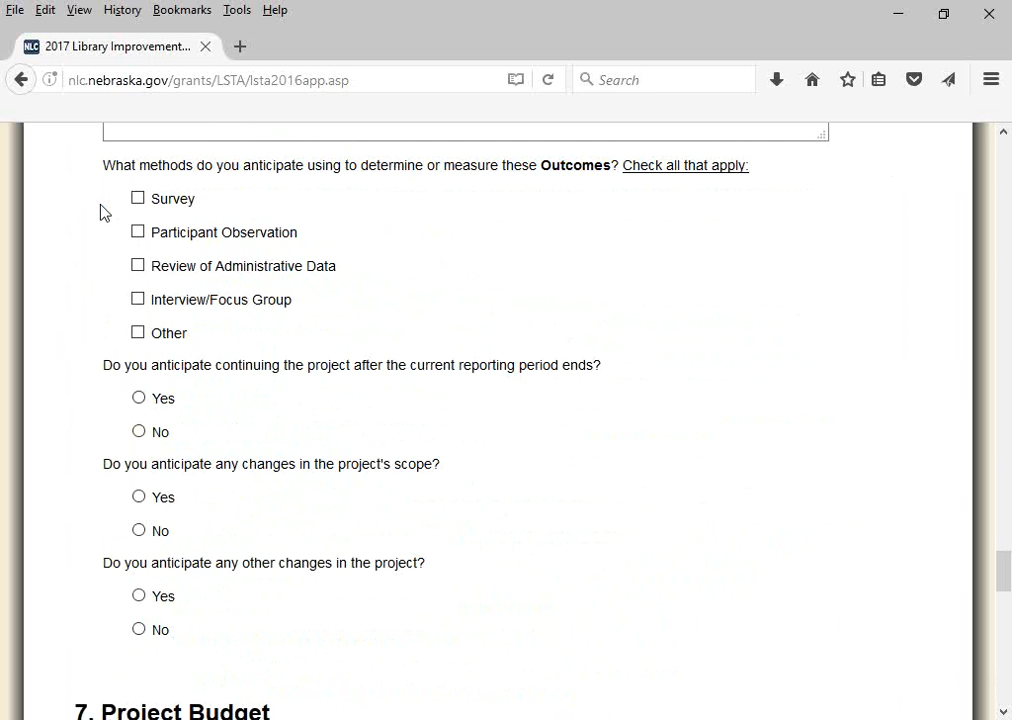 File Edit View History Bookmarks Tools Help
NLC 2017 Library Improvement...
nlc.nebraska.gov/grants/LSTA/lsta2016app.asp
Search
What methods do you anticipate using to determine or measure these Outcomes? Check all that apply:
Survey
Participant Observation
Review of Administrative Data
Interview/Focus Group
Other
Do you anticipate continuing the project after the current reporting period ends?
Yes
No
Do you anticipate any changes in the project's scope?
Yes
No
Do you anticipate any other changes in the project?
Yes
No
7. Project Budget